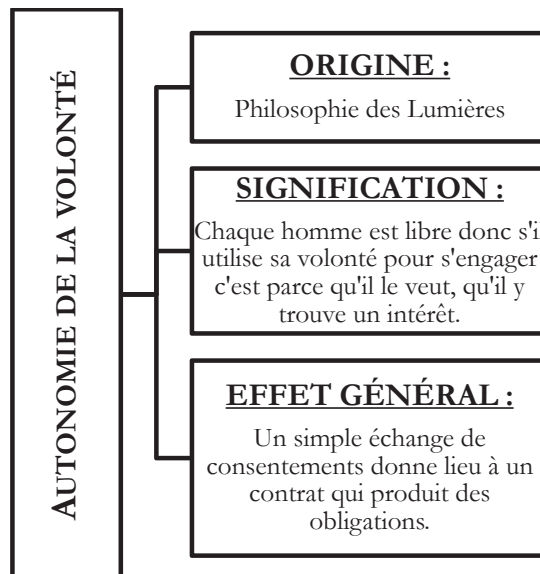 AUTONOMIE DE LA VOLONTÉ
ORIGINE :
Philosophie des Lumières
SIGNIFICATION :
Chaque homme est libre donc s'il
utilise sa volonté pour s'engager
c'est parce qu'il le veut, qu'il y
trouve un intérêt.
EFFET GÉNÉRAL :
Un simple échange de
consentements donne lieu à un
contrat qui produit des
obligations.